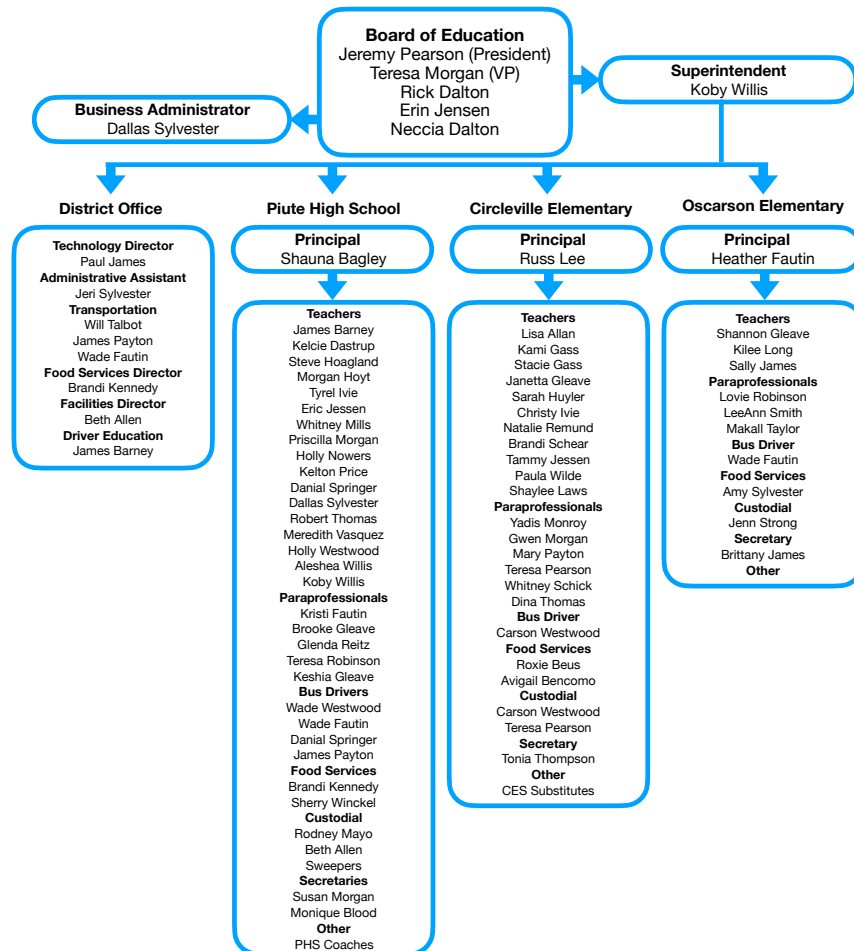 Board of Education
Jeremy Pearson (President)
Teresa Morgan (VP)
Rick Dalton
Erin Jensen
Neccia Dalton
Superintendent
Koby Willis
Business Administrator
Dallas Sylvester
District Office
Technology Director
Paul James
Administrative Assistant
Jeri Sylvester
Transportation
Will Talbot
James Payton
Wade Fautin
Food Services Director
Brandi Kennedy
Facilities Director
Beth Allen
Driver Education
James Barney
Piute High School
Principal
Shauna Bagley
Teachers
James Barney
Kelcie Dastrup
Steve Hoagland
Morgan Hoyt
Tyrel Ivie
Eric Jessen
Whitney Mills
Priscilla Morgan
Holly Nowers
Kelton Price
Danial Springer
Dallas Sylvester
Robert Thomas
Meredith Vasquez
Holly Westwood
Aleshea Willis
Koby Willis
Paraprofessionals
Kristi Fautin
Brooke Gleave
Glenda Reitz
Teresa Robinson
Keshia Gleave
Bus Drivers
Wade Westwood
Wade Fautin
Danial Springer
James Payton
Food Services
Brandi Kennedy
Sherry Winckel
Custodial
Rodney Mayo
Beth Allen
Sweepers
Secretaries
Susan Morgan
Monique Blood
Other
PHS Coaches
Circleville Elementary
Principal
Russ Lee
Teachers
Lisa Allan
Kami Gass
Stacie Gass
Janetta Gleave
Sarah Huyler
Christy Ivie
Natalie Remund
Brandi Schear
Tammy Jessen
Paula Wilde
Shaylee Laws
Paraprofessionals
Yadis Monroy
Gwen Morgan
Mary Payton
Teresa Pearson
Whitney Schick
Dina Thomas
Bus Driver
Carson Westwood
Food Services
Roxie Beus
Avigail Bencomo
Custodial
Carson Westwood
Teresa Pearson
Secretary
Tonia Thompson
Other
CES Substitutes
Oscarson Elementary
Principal
Heather Fautin
Teachers
Shannon Gleave
Kilee Long
Sally James
Paraprofessionals
Lovie Robinson
LeeAnn Smith
Makall Taylor
Bus Driver
Wade Fautin
Food Services
Amy Sylvester
Custodial
Jenn Strong
Secretary
Brittany James
Other